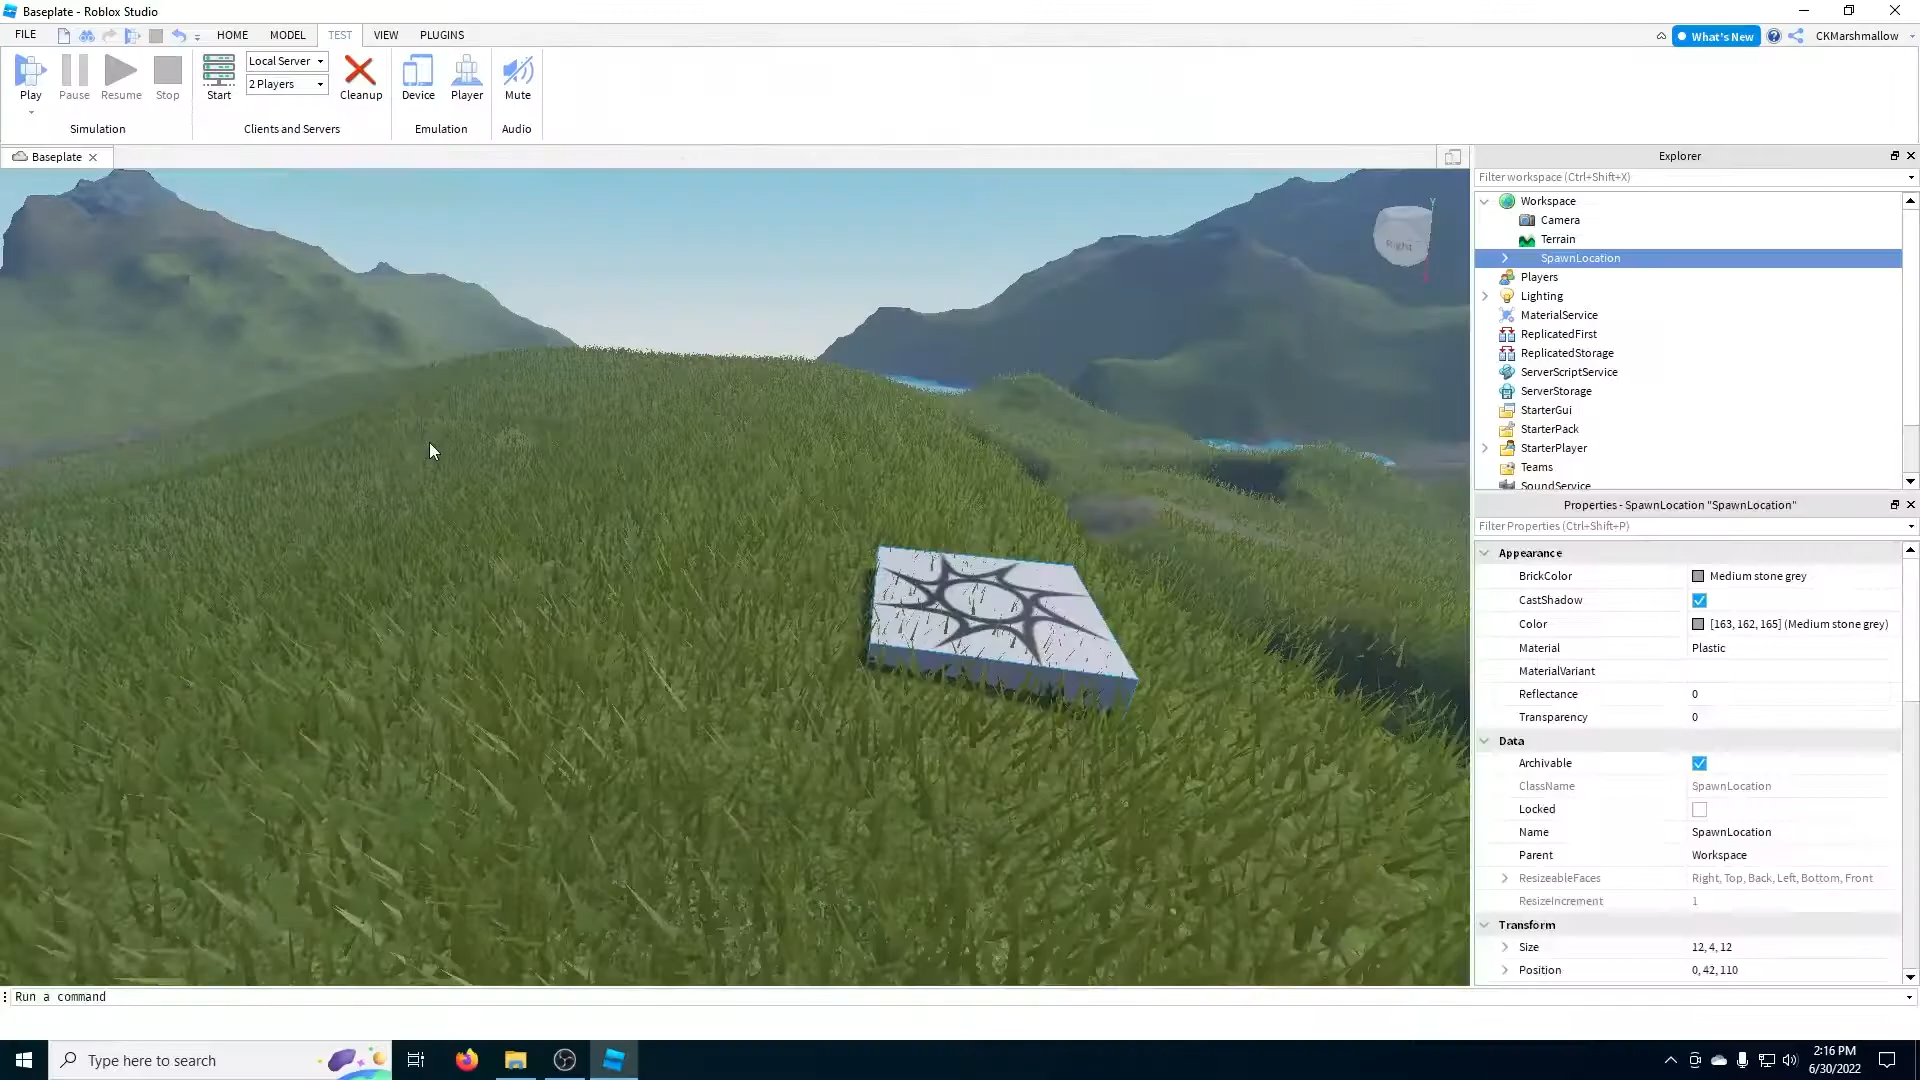 Baseplate - Roblox Studio
FILE HOME MODEL TEST VIEW PLUGINS
What's New CKMarshmallow
Play Pause Resume Stop
Simulation
Start Local Server
2 Players
Cleanup
Clients and Servers
Device Player
Emulation
Mute
Audio
Baseplate
Right
Y
Explorer
Filter workspace (Ctrl+Shift+X)
Workspace
Camera
Terrain
SpawnLocation
Players
Lighting
MaterialService
ReplicatedFirst
ReplicatedStorage
ServerScriptService
ServerStorage
StarterGui
StarterPack
StarterPlayer
Teams
SoundService
Properties - SpawnLocation "SpawnLocation"
Filter Properties (Ctrl+Shift+P)
Appearance
BrickColor Medium stone grey
CastShadow
Color [163, 162, 165] (Medium stone grey)
Material Plastic
MaterialVariant
Reflectance 0
Transparency 0
Data
Archivable
ClassName SpawnLocation
Locked
Name SpawnLocation
Parent Workspace
ResizeableFaces Right, Top, Back, Left, Bottom, Front
ResizeIncrement 1
Transform
Size 12, 4, 12
Position 0, 42, 110
Run a command
Type here to search
2:16 PM
6/30/2022